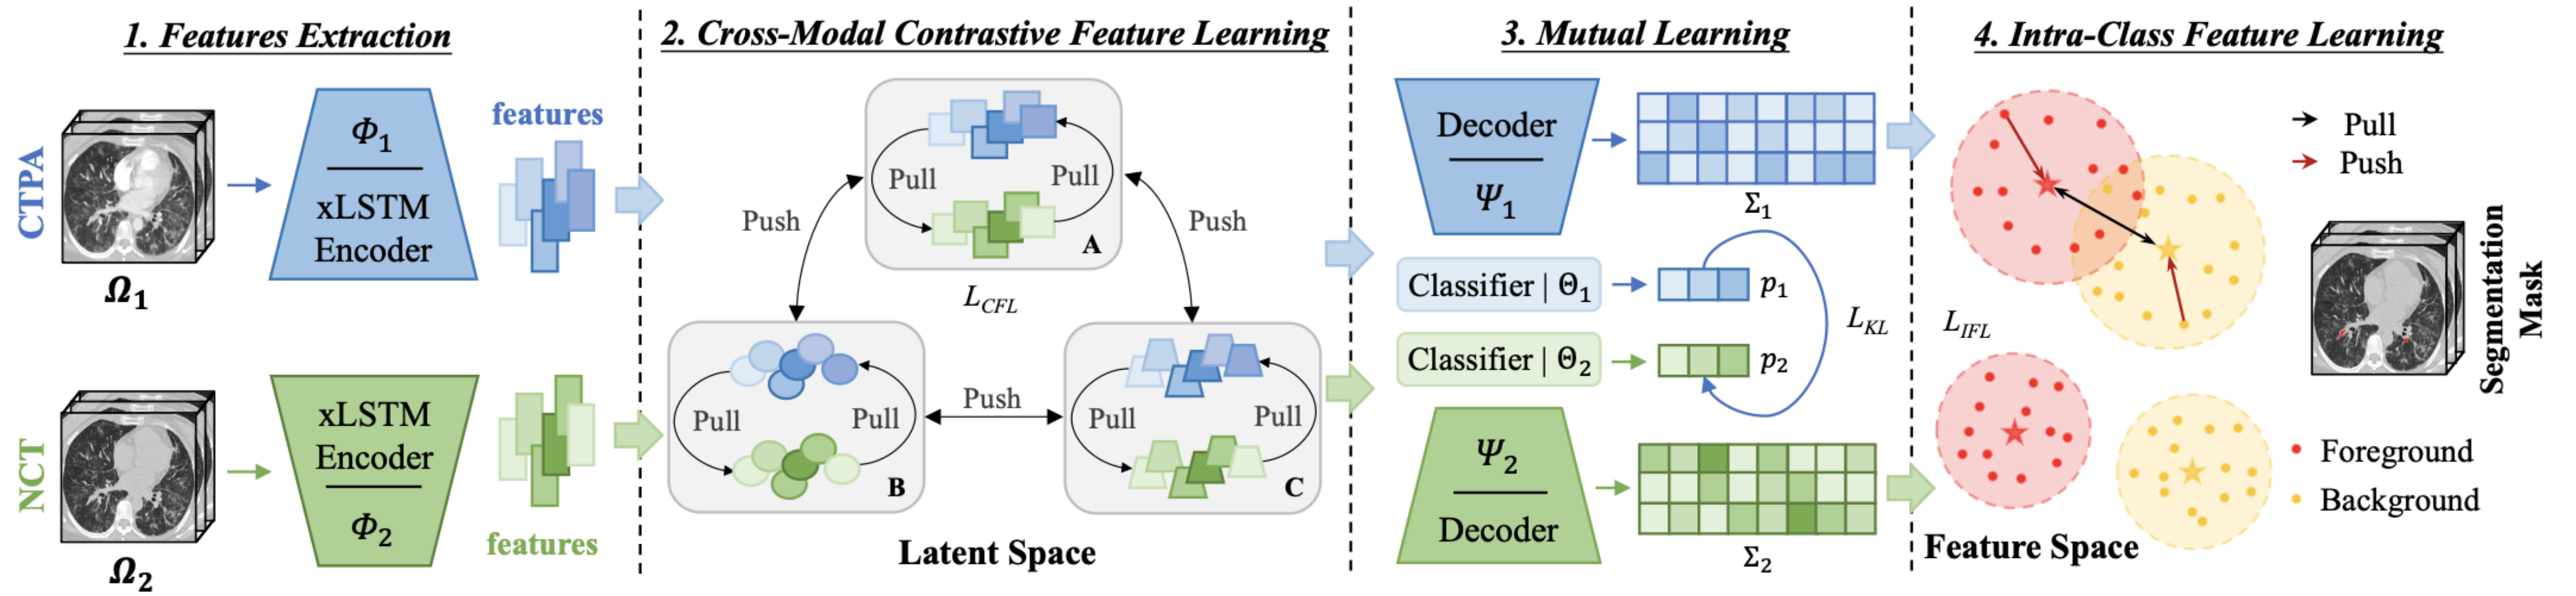 1. Features Extraction
CTPA
Ω1
Φ1
xLSTM
Encoder
features
NCT
Ω2
xLSTM
Encoder
Φ2
features
2. Cross-Modal Contrastive Feature Learning
Pull
Pull
A
Push
Push
LCFL
Pull
Pull
B
Push
Pull
Pull
C
Latent Space
3. Mutual Learning
Decoder
Ψ1
Σ1
Classifier | Θ1
p1
Classifier | Θ2
p2
LKL
Ψ2
Decoder
Σ2
4. Intra-Class Feature Learning
Pull
Push
LIFL
Segmentation
Mask
Foreground
Background
Feature Space